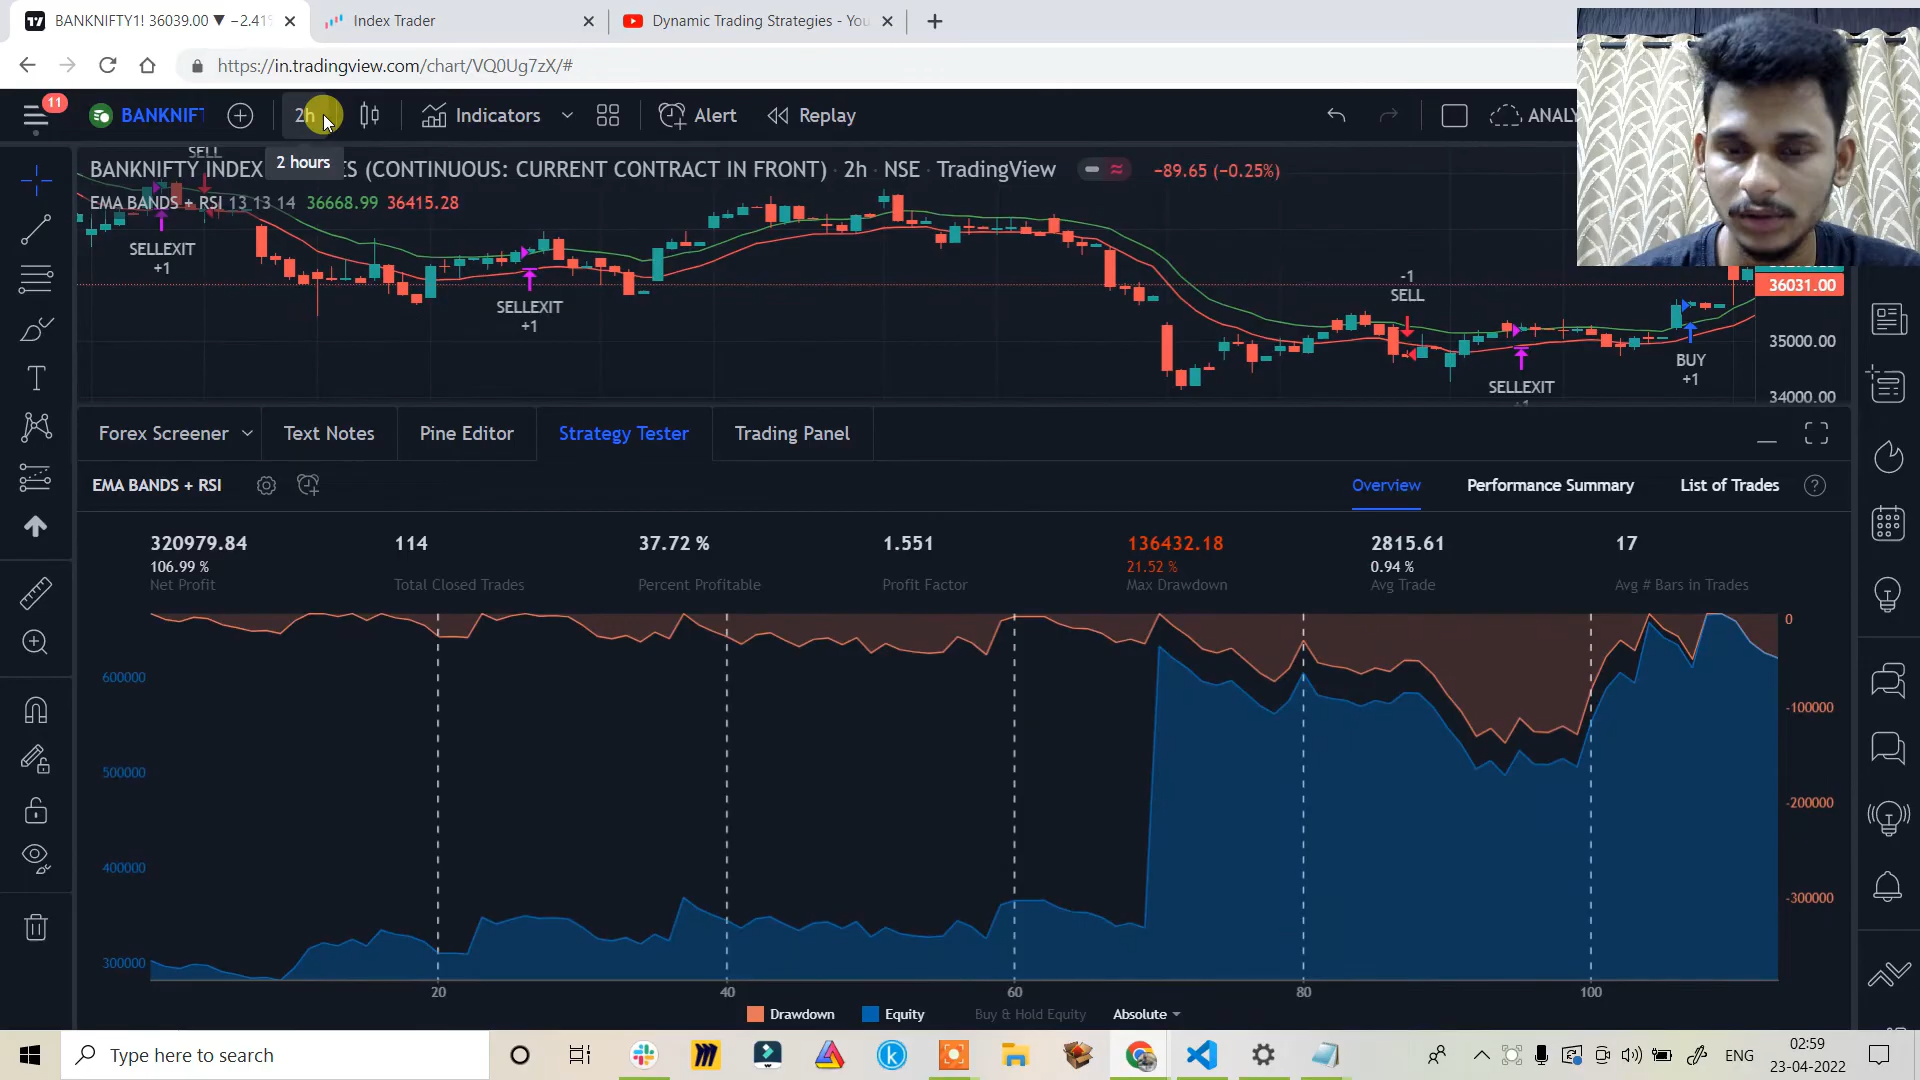 BANKNIFTY1! 36039.00 ▼ −2.41%
Index Trader
Dynamic Trading Strategies - You
https://in.tradingview.com/chart/VQ0Ug7zX/#
11
BANKNIFT
2h
Indicators
Alert
Replay
ANALY
SELL
2 hours
BANKNIFTY INDEX ES (CONTINUOUS: CURRENT CONTRACT IN FRONT) · 2h · NSE · TradingView
−89.65 (−0.25%)
EMA BANDS + RSI 13 13 14 36668.99 36415.28
SELLEXIT
+1
SELLEXIT
+1
-1
SELL
SELLEXIT
BUY
+1
36031.00
35000.00
34000.00
Forex Screener
Text Notes
Pine Editor
Strategy Tester
Trading Panel
EMA BANDS + RSI
Overview
Performance Summary
List of Trades
320979.84
106.99 %
Net Profit
114
Total Closed Trades
37.72 %
Percent Profitable
1.551
Profit Factor
136432.18
21.52 %
Max Drawdown
2815.61
0.94 %
Avg Trade
17
Avg # Bars in Trades
600000
500000
400000
300000
0
-100000
-200000
-300000
20
40
60
80
100
Drawdown
Equity
Buy & Hold Equity
Absolute
Type here to search
ENG
02:59
23-04-2022